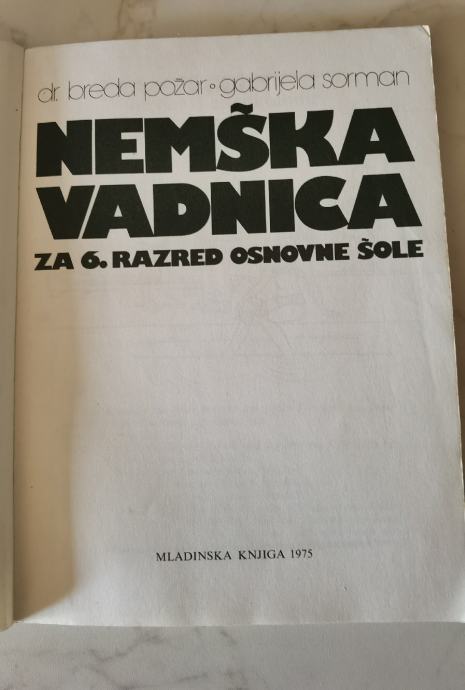 dr. breda požar ∘ gabrijela sorman
NEMŠKA
VADNICA
ZA 6. RAZRED OSNOVNE ŠOLE
MLADINSKA KNJIGA 1975